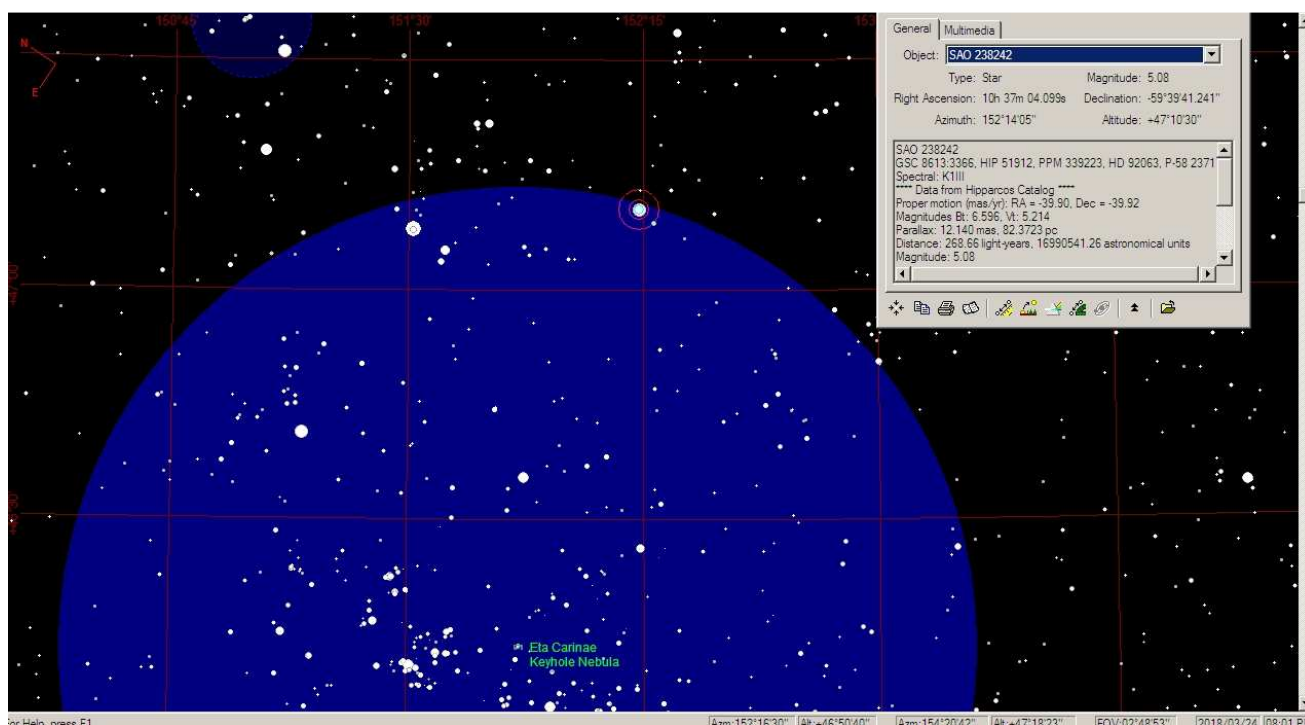 150°45'
151°30'
152°15'
N
E
Eta Carinae
Keyhole Nebula
General
Multimedia
Object: SAO 238242
Type: Star Magnitude: 5.08
Right Ascension: 10h 37m 04.099s Declination: -59°39'41.241"
Azimuth: 152°14'05" Altitude: +47°10'30"
SAO 238242
GSC 8613:3366, HIP 51912, PPM 339223, HD 92063, P-58 2371
Spectral: K1III
**** Data from Hipparcos Catalog ****
Proper motion (mas/yr): RA = -39.90, Dec = -39.92
Magnitudes Bt: 6.596, Vt: 5.214
Parallax: 12.140 mas, 82.3723 pc
Distance: 268.66 light-years, 16990541.26 astronomical units
Magnitude: 5.08
For Help, press F1
Azm:152°16'30" Alt:+46°50'40" Azm:154°20'42" Alt:+47°18'23" FOV:02°48'53" 2018/03/24 08:01